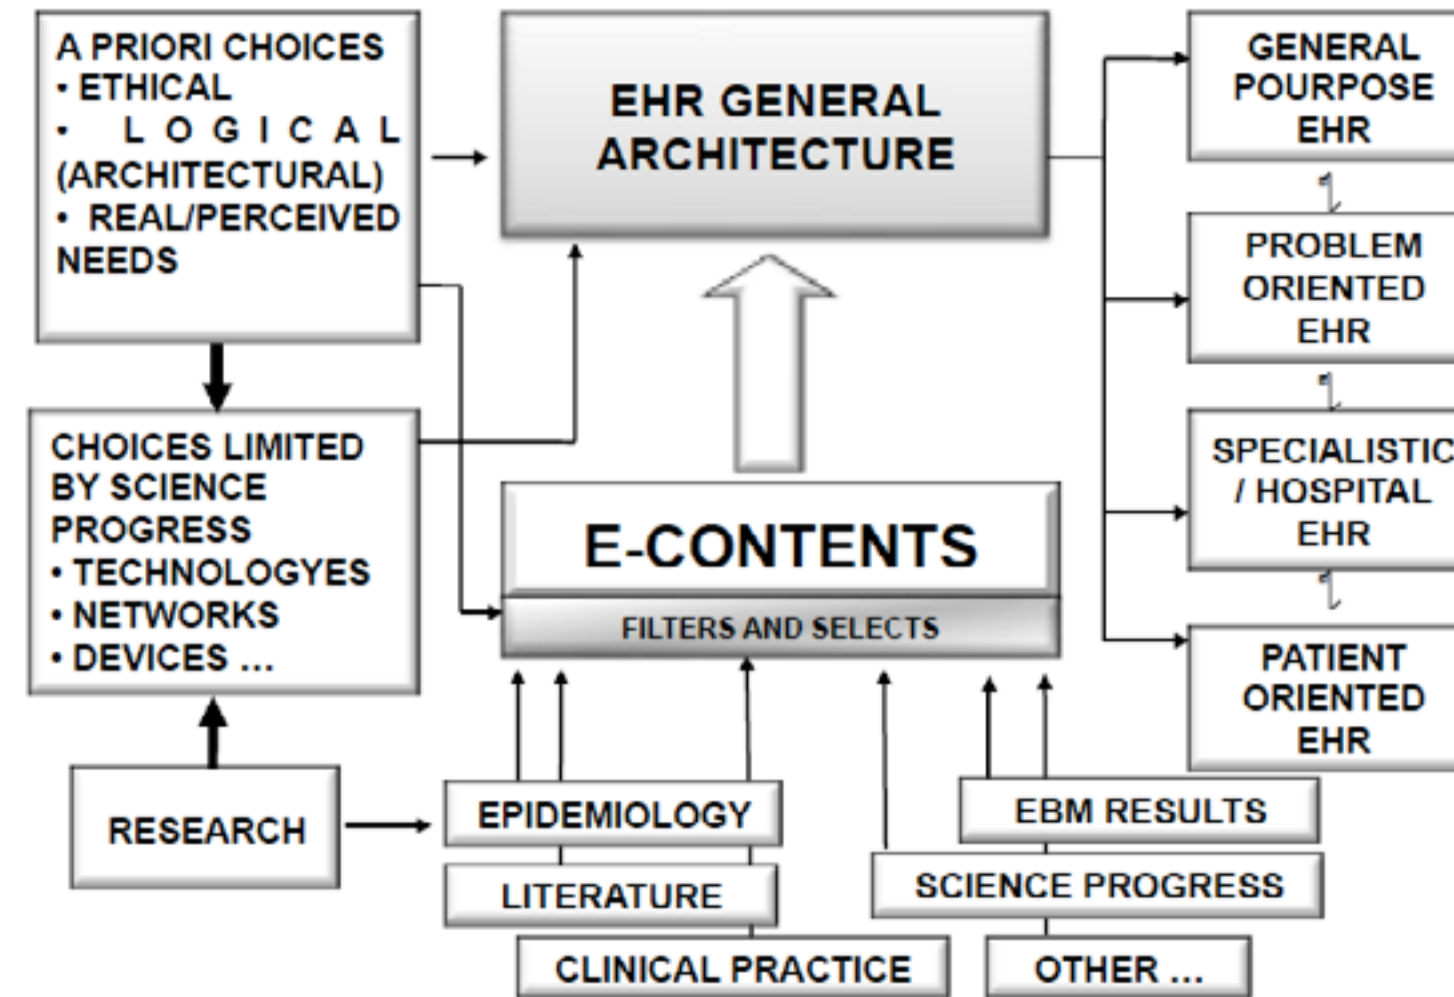 A PRIORI CHOICES
• ETHICAL
• LOGICAL
(ARCHITECTURAL)
• REAL/PERCEIVED
NEEDS
CHOICES LIMITED
BY SCIENCE
PROGRESS
• TECHNOLOGYES
• NETWORKS
• DEVICES ...
RESEARCH
EHR GENERAL
ARCHITECTURE
E-CONTENTS
FILTERS AND SELECTS
EPIDEMIOLOGY
LITERATURE
CLINICAL PRACTICE
EBM RESULTS
SCIENCE PROGRESS
OTHER ...
GENERAL
POURPOSE
EHR
PROBLEM
ORIENTED
EHR
SPECIALISTIC
/ HOSPITAL
EHR
PATIENT
ORIENTED
EHR